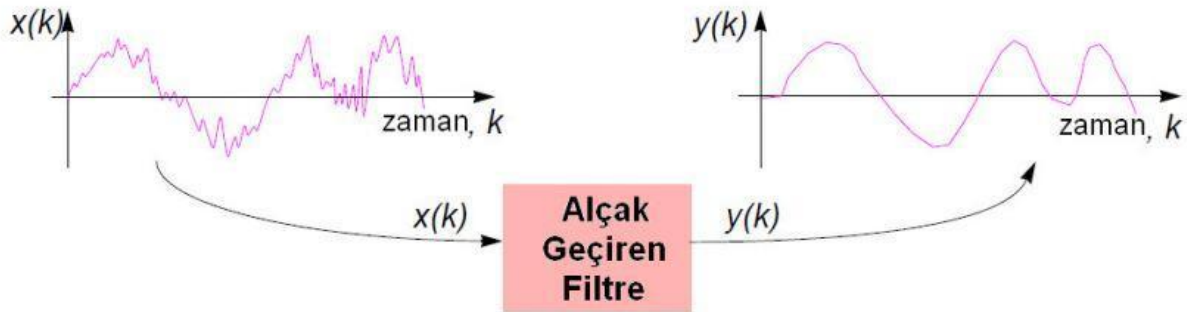 x(k)
zaman, k
y(k)
zaman, k
x(k)
Alçak
Geçiren
Filtre
y(k)